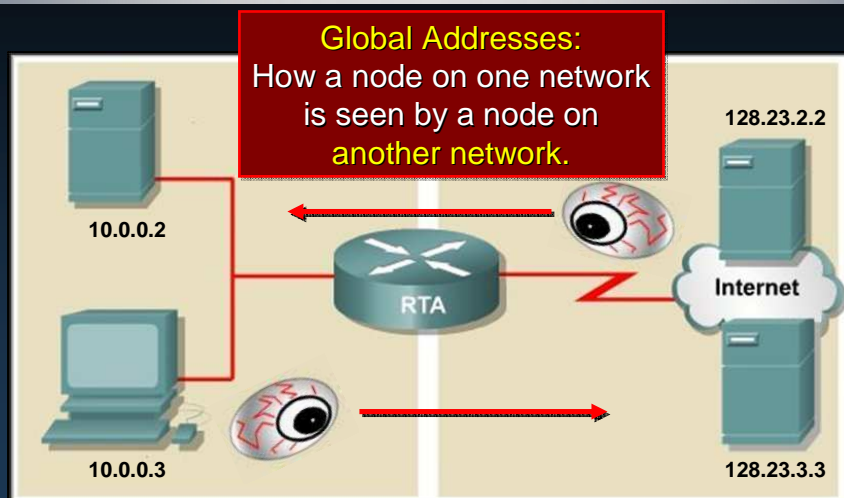 Global Addresses:
How a node on one network
is seen by a node on
another network.
128.23.2.2
10.0.0.2
RTA
Internet
10.0.0.3
128.23.3.3